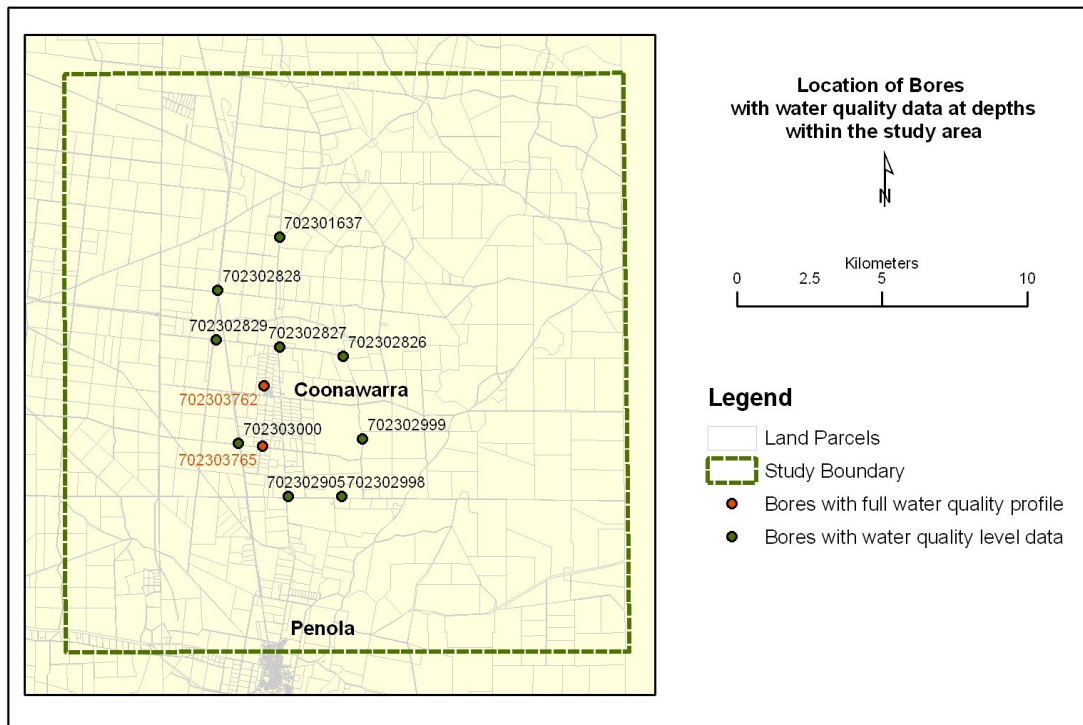 702301637
702302828
702302829
702302827
702302826
702303762
Coonawarra
702303000
702302999
702303765
702302905
702302998
Penola
Location of Bores
with water quality data at depths
within the study area
N
Kilometers
0 2.5 5 10
Legend
Land Parcels
Study Boundary
Bores with full water quality profile
Bores with water quality level data